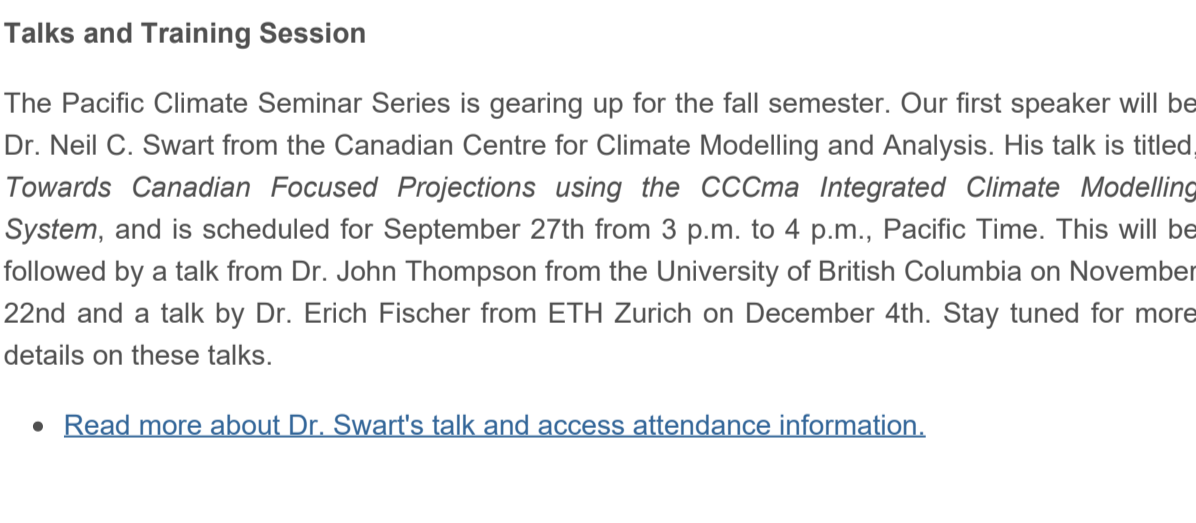 Talks and Training Session
The Pacific Climate Seminar Series is gearing up for the fall semester. Our first speaker will be
Dr. Neil C. Swart from the Canadian Centre for Climate Modelling and Analysis. His talk is titled,
Towards Canadian Focused Projections using the CCCma Integrated Climate Modelling
System, and is scheduled for September 27th from 3 p.m. to 4 p.m., Pacific Time. This will be
followed by a talk from Dr. John Thompson from the University of British Columbia on November
22nd and a talk by Dr. Erich Fischer from ETH Zurich on December 4th. Stay tuned for more
details on these talks.
• Read more about Dr. Swart's talk and access attendance information.